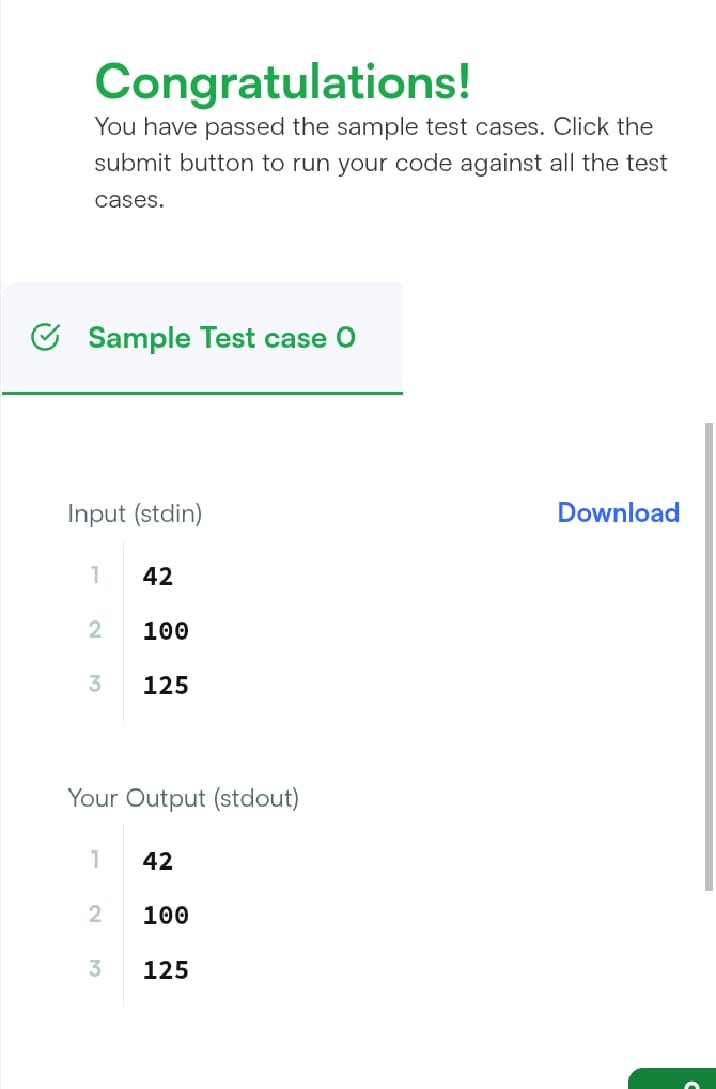 Congratulations!
You have passed the sample test cases. Click the
submit button to run your code against all the test
cases.
Sample Test case 0
Input (stdin)
Download
1 42
2 100
3 125
Your Output (stdout)
1 42
2 100
3 125